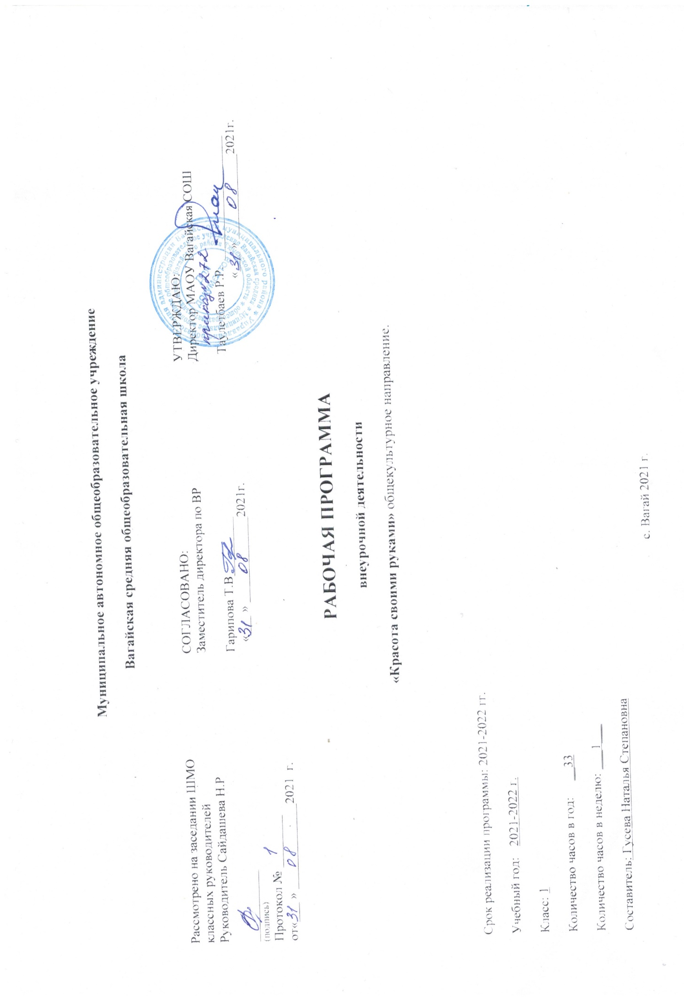 Муниципальное автономное общеобразовательное учреждение
Вагайская средняя общеобразовательная школа
Рассмотрено на заседании ШМО
классных руководителей
Руководитель Сайдашева Н.Р
(подпись)
Протокол № 1
от«31 » 08 2021 г.
СОГЛАСОВАНО:
Заместитель директора по ВР
Гарипова Т.В
«31 » 08 2021г.
УТВЕРЖДАЮ:
Директор МАОУ Вагайская СОШ
приказ №272
Таулетбаев Р.Р.
«31» 08 2021г.
РАБОЧАЯ ПРОГРАММА
внеурочной деятельности
«Красота своими руками» общекультурное направление.
Срок реализации программы: 2021-2022 гг.
Учебный год: 2021-2022 г.
Класс: 1
Количество часов в год: 33
Количество часов в неделю: 1
Составитель: Гусева Наталья Степановна
с. Вагай 2021 г.